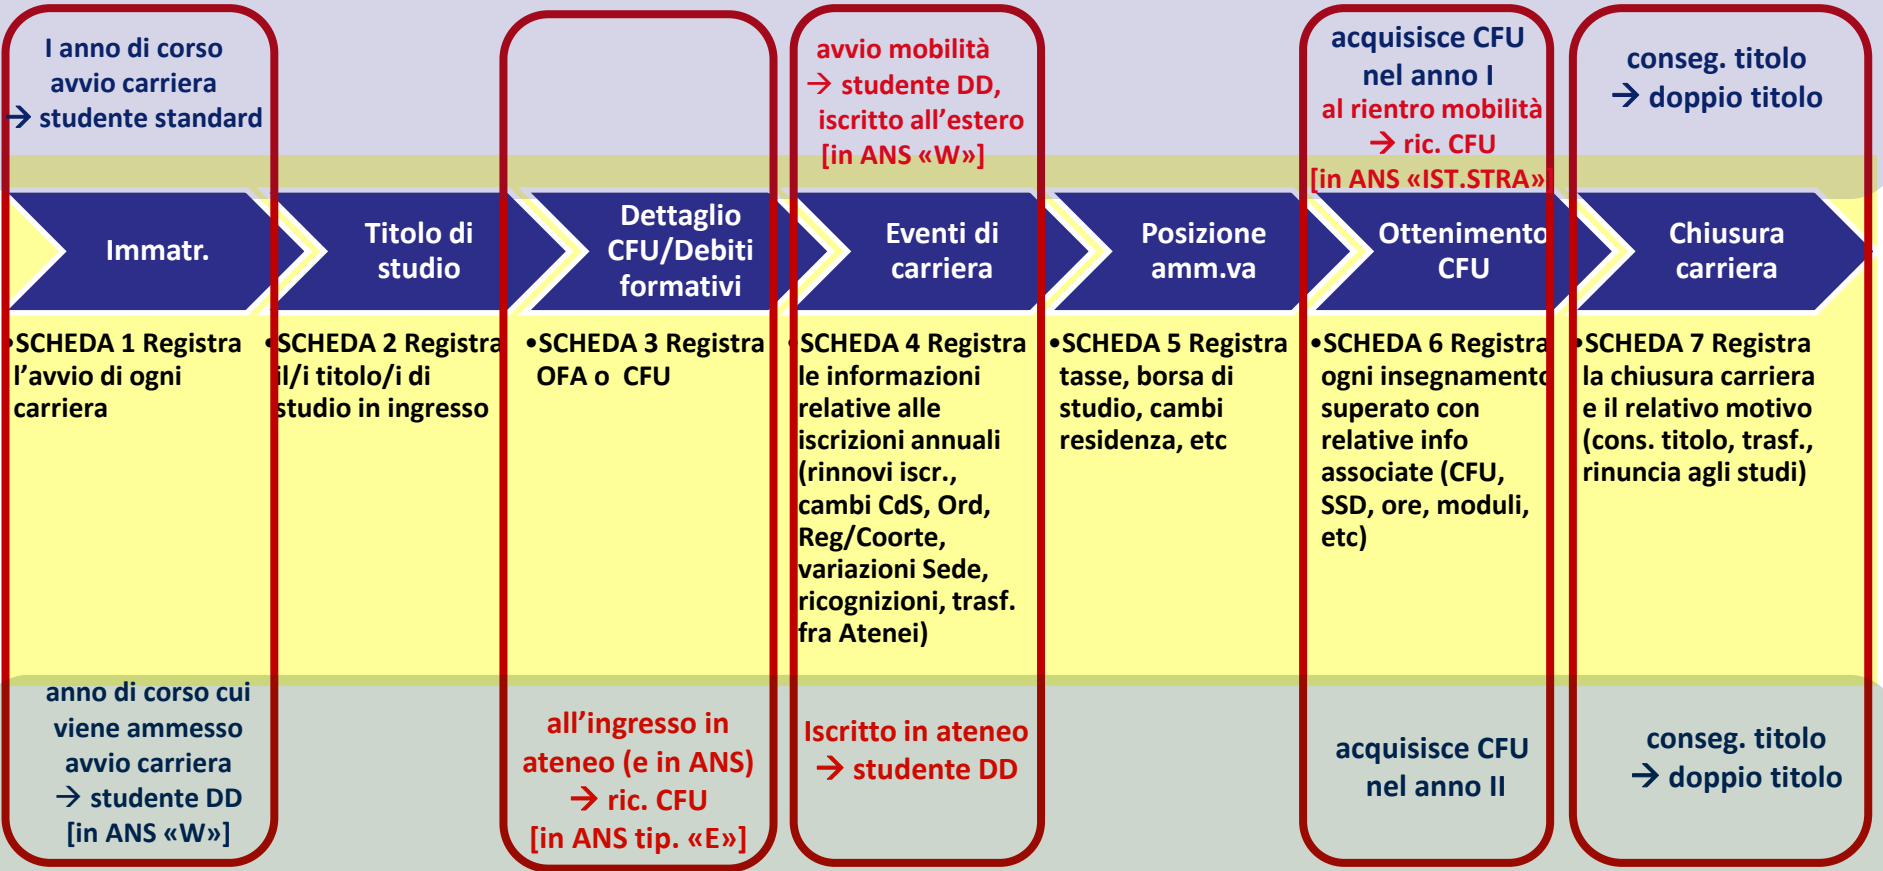 I anno di corso
avvio carriera
→ studente standard
avvio mobilità
→ studente DD,
iscritto all’estero
[in ANS «W»]
acquisisce CFU
nel anno I
al rientro mobilità
→ ric. CFU
[in ANS «IST.STRA»
conseg. titolo
→ doppio titolo
Immatr.
Titolo di
studio
Dettaglio
CFU/Debiti
formativi
Eventi di
carriera
Posizione
amm.va
Ottenimento
CFU
Chiusura
carriera
•SCHEDA 1 Registra
l’avvio di ogni
carriera
•SCHEDA 2 Registra
il/i titolo/i di
studio in ingresso
•SCHEDA 3 Registra
OFA o CFU
•SCHEDA 4 Registra
le informazioni
relative alle
iscrizioni annuali
(rinnovi iscr.,
cambi CdS, Ord,
Reg/Coorte,
variazioni Sede,
ricognizioni, trasf.
fra Atenei)
•SCHEDA 5 Registra
tasse, borsa di
studio, cambi
residenza, etc
•SCHEDA 6 Registra
ogni insegnamento
superato con
relative info
associate (CFU,
SSD, ore, moduli,
etc)
•SCHEDA 7 Registra
la chiusura carriera
e il relativo motivo
(cons. titolo, trasf.,
rinuncia agli studi)
anno di corso cui
viene ammesso
avvio carriera
→ studente DD
[in ANS «W»]
all’ingresso in
ateneo (e in ANS)
→ ric. CFU
[in ANS tip. «E»]
Iscritto in ateneo
→ studente DD
acquisisce CFU
nel anno II
conseg. titolo
→ doppio titolo